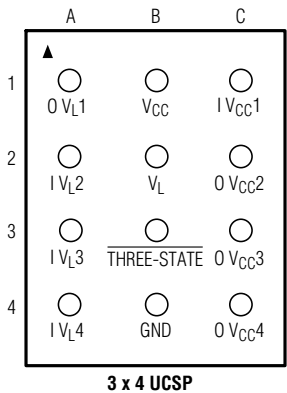 A B C
1
O VL1 VCC I VCC1
2
I VL2 VL O VCC2
3
I VL3 THREE-STATE O VCC3
4
I VL4 GND O VCC4
3 x 4 UCSP